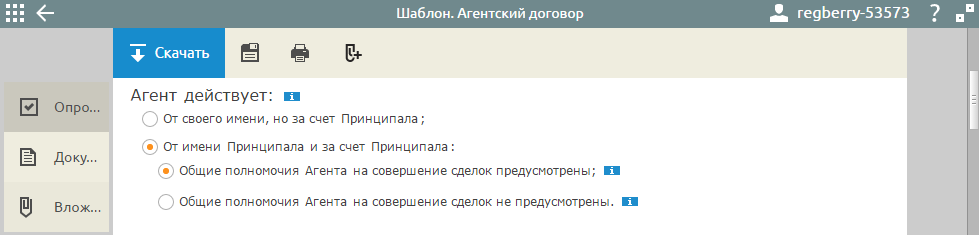 Шаблон. Агентский договор
regberry-53573 ?
Скачать
Опро...
Доку...
Влож...
Агент действует: i
От своего имени, но за счет Принципала;
От имени Принципала и за счет Принципала:
Общие полномочия Агента на совершение сделок предусмотрены; i
Общие полномочия Агента на совершение сделок не предусмотрены. i